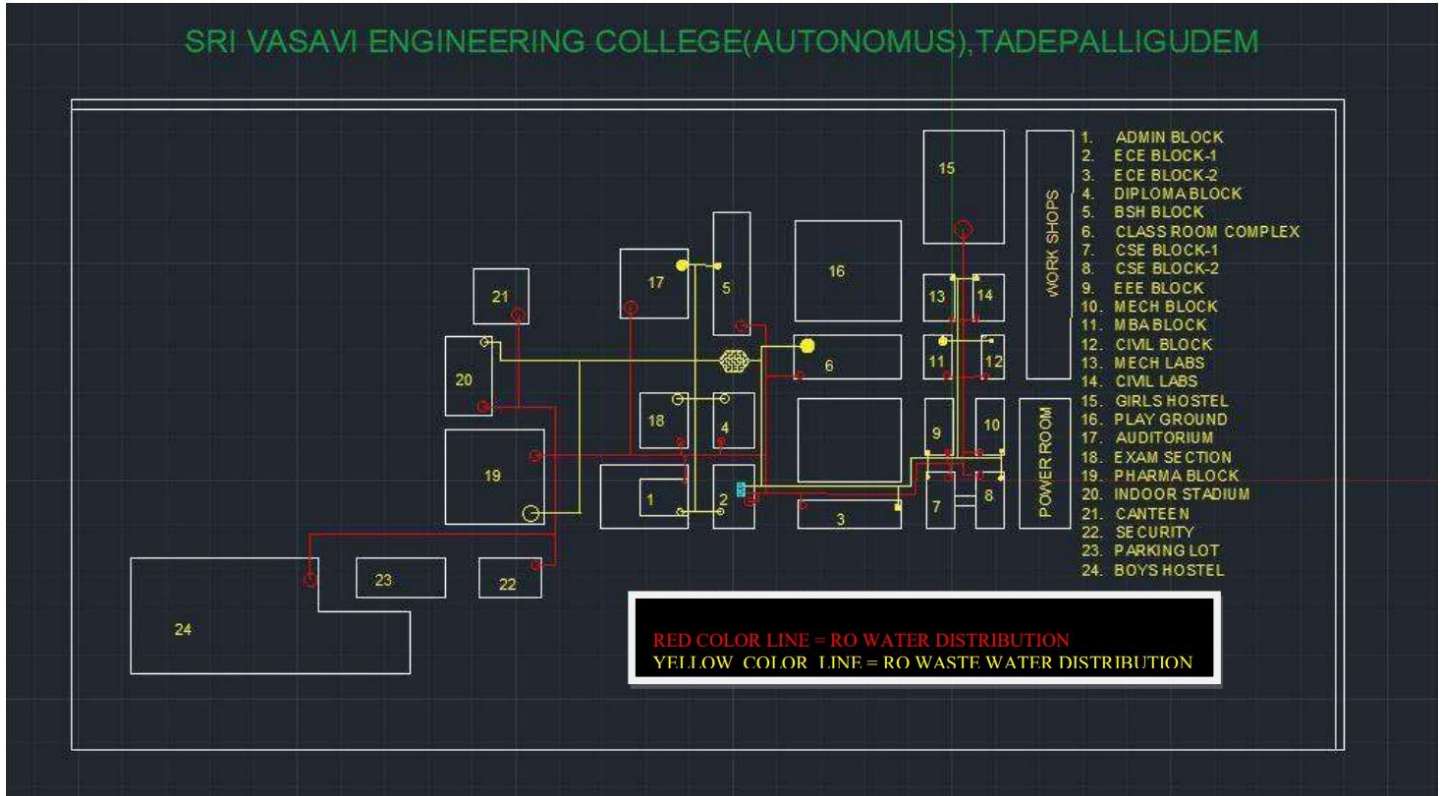 SRI VASAVI ENGINEERING COLLEGE(AUTONOMUS),TADEPALLIGUDEM
1. ADMIN BLOCK
2. ECE BLOCK-1
3. ECE BLOCK-2
4. DIPLOMA BLOCK
5. BSH BLOCK
6. CLASS ROOM COMPLEX
7. CSE BLOCK-1
8. CSE BLOCK-2
9. EEE BLOCK
10. MECH BLOCK
11. MBA BLOCK
12. CIVIL BLOCK
13. MECH LABS
14. CIVIL LABS
15. GIRLS HOSTEL
16. PLAY GROUND
17. AUDITORIUM
18. EXAM SECTION
19. PHARMA BLOCK
20. INDOOR STADIUM
21. CANTEEN
22. SECURITY
23. PARKING LOT
24. BOYS HOSTEL
WORK SHOPS
POWER ROOM
15
16
17
5
21
13
14
6
11
12
20
18
4
9
10
19
1
2
3
7
8
22
23
24
RED COLOR LINE = RO WATER DISTRIBUTION
YELLOW COLOR LINE = RO WASTE WATER DISTRIBUTION